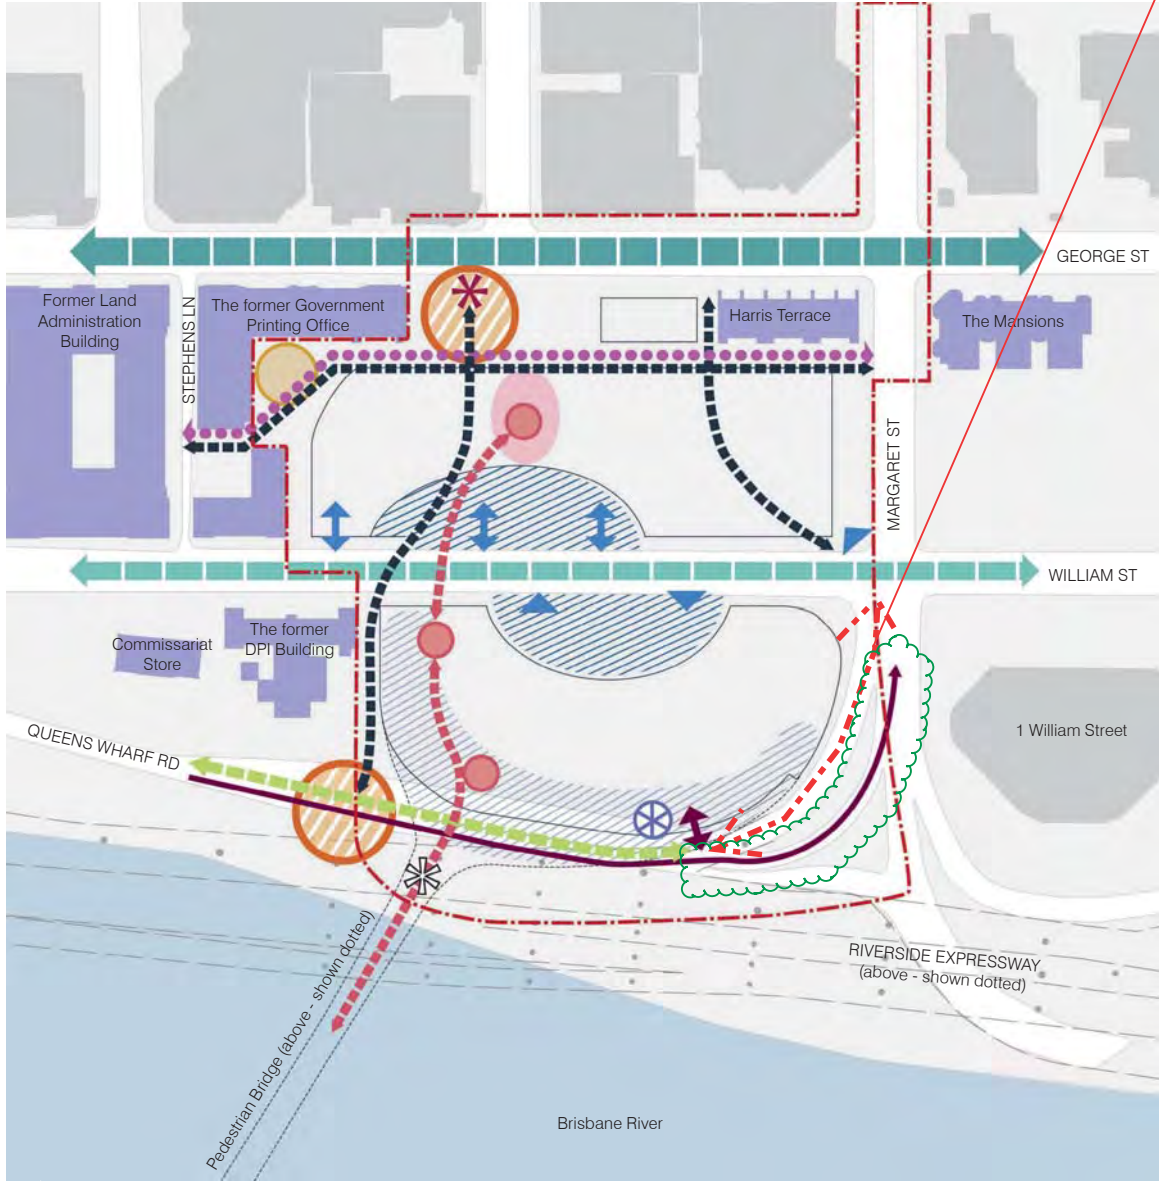 GEORGE ST
Former Land
Administration
Building
STEPHENS LN
The former Government
Printing Office
Harris Terrace
The Mansions
MARGARET ST
WILLIAM ST
Commissariat
Store
The former
DPI Building
1 William Street
QUEENS WHARF RD
Pedestrian Bridge (above - shown dotted)
RIVERSIDE EXPRESSWAY
(above - shown dotted)
Brisbane River